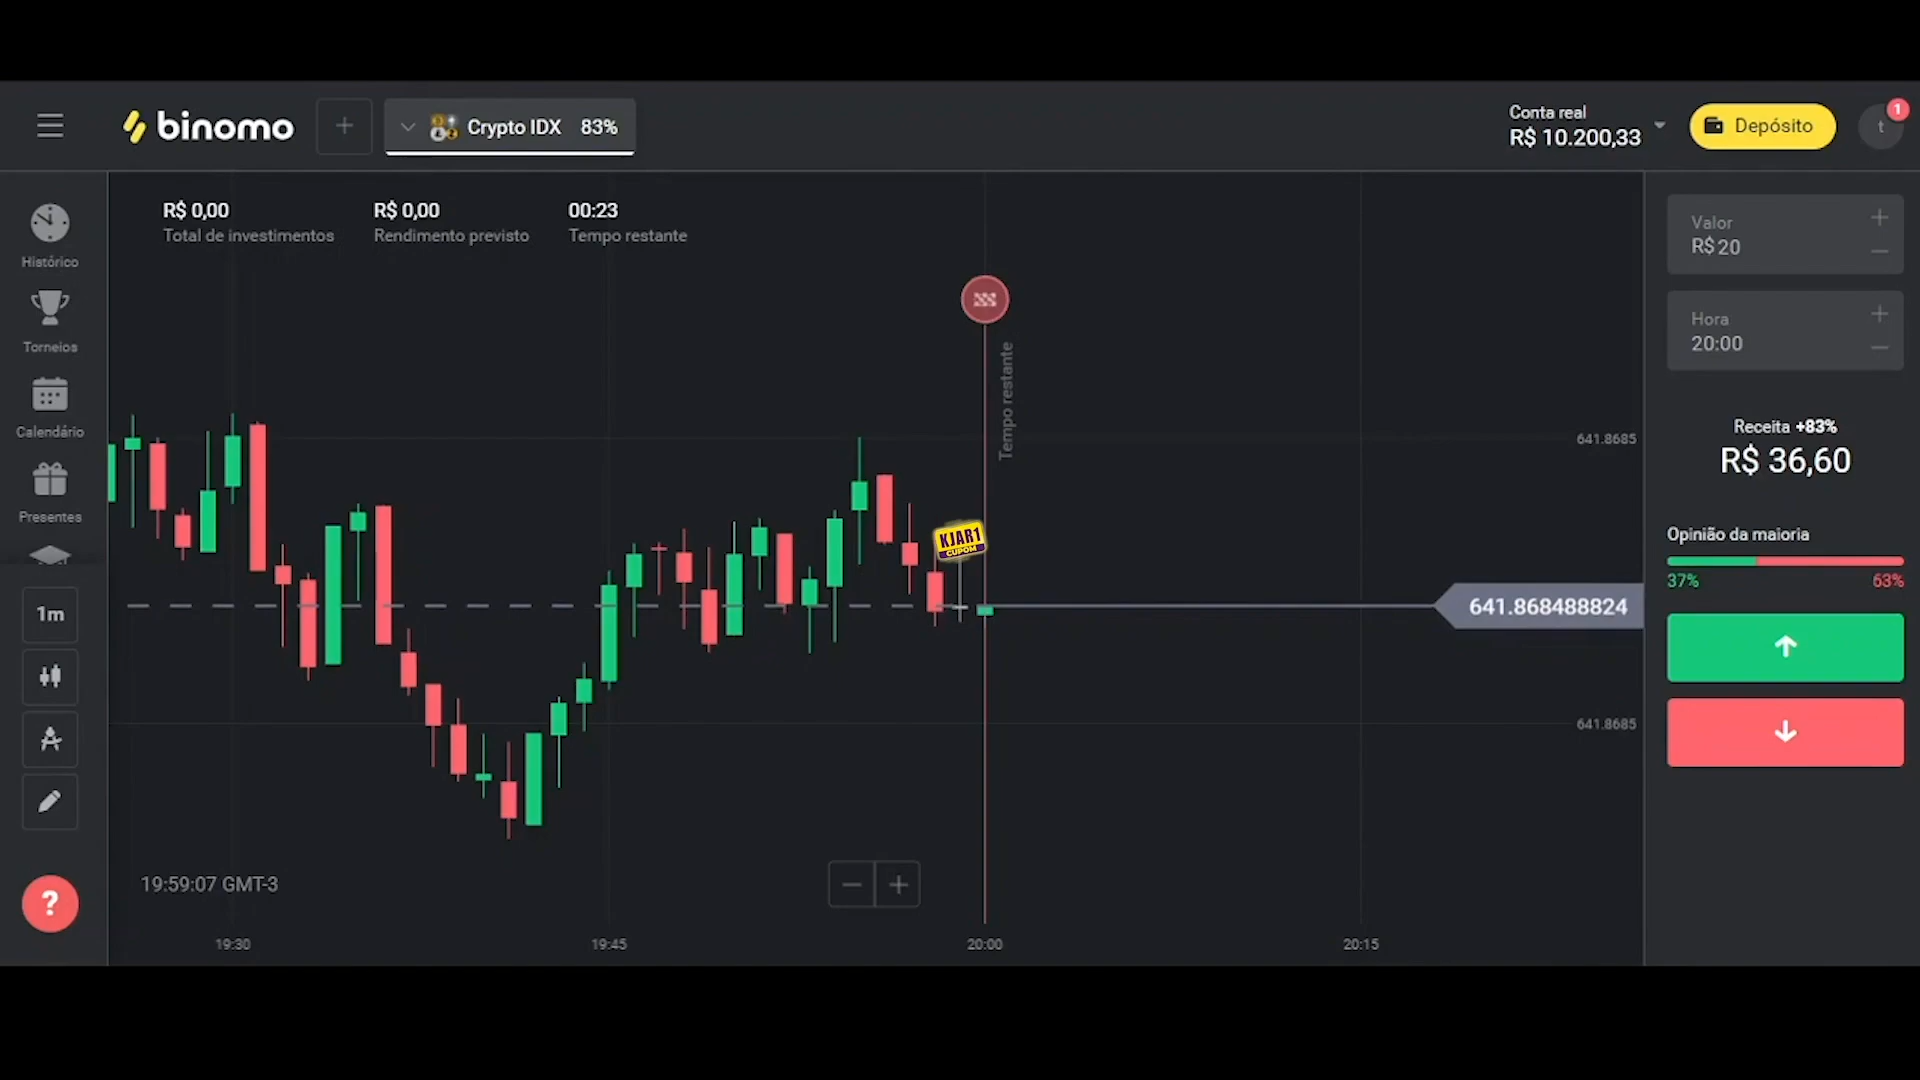 binomo
Crypto IDX 83%
Conta real
R$ 10.200,33
Depósito
t
1
R$ 0,00
Total de investimentos
R$ 0,00
Rendimento previsto
00:23
Tempo restante
Histórico
Torneios
Calendário
Presentes
1m
?
Tempo restante
KJAR1
CUPOM
641.8685
641.868488824
641.8685
19:59:07 GMT-3
19:30
19:45
20:00
20:15
Valor
R$ 20
Hora
20:00
Receita +83%
R$ 36,60
Opinião da maioria
37%
63%